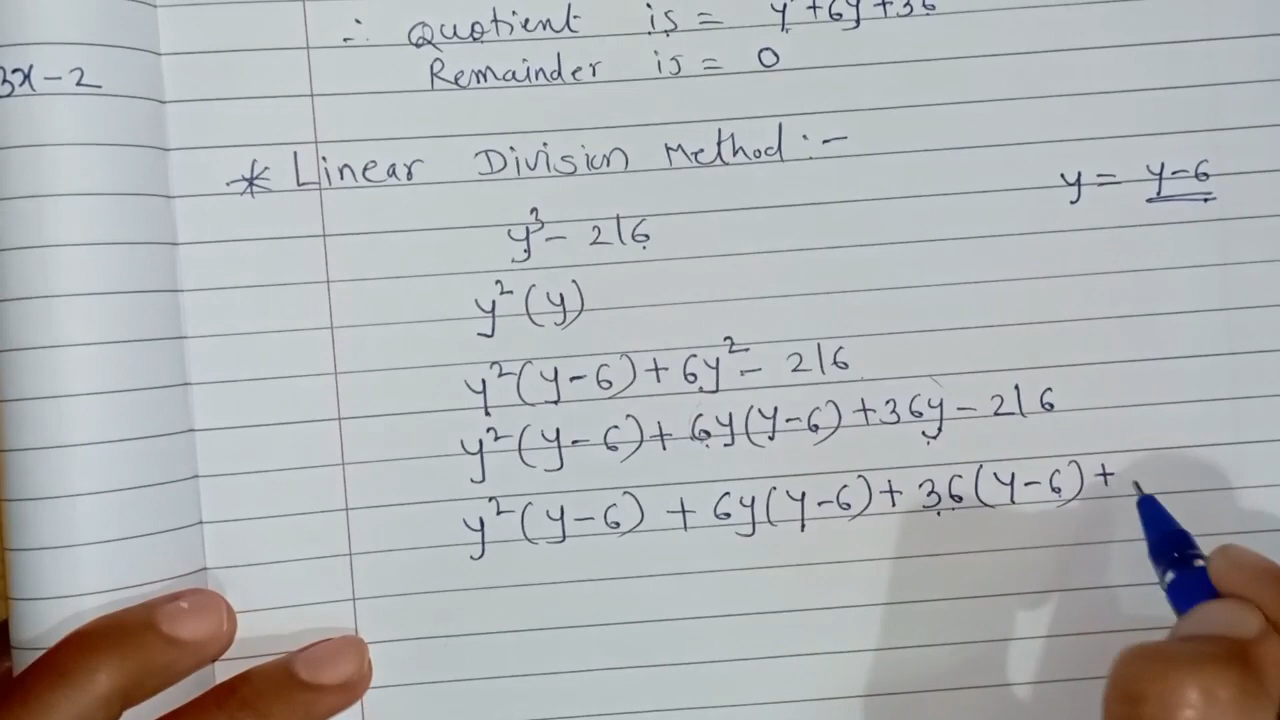 ∴ Quotient is = y²+6y+36
Remainder is = 0
3x-2
* Linear Division Method :-
y = y-6
y³ - 216
y² (y)
y²(y-6) + 6y² - 216
y²(y-6) + 6y(y-6) + 36y - 216
y²(y-6) + 6y(y-6) + 36(y-6) +